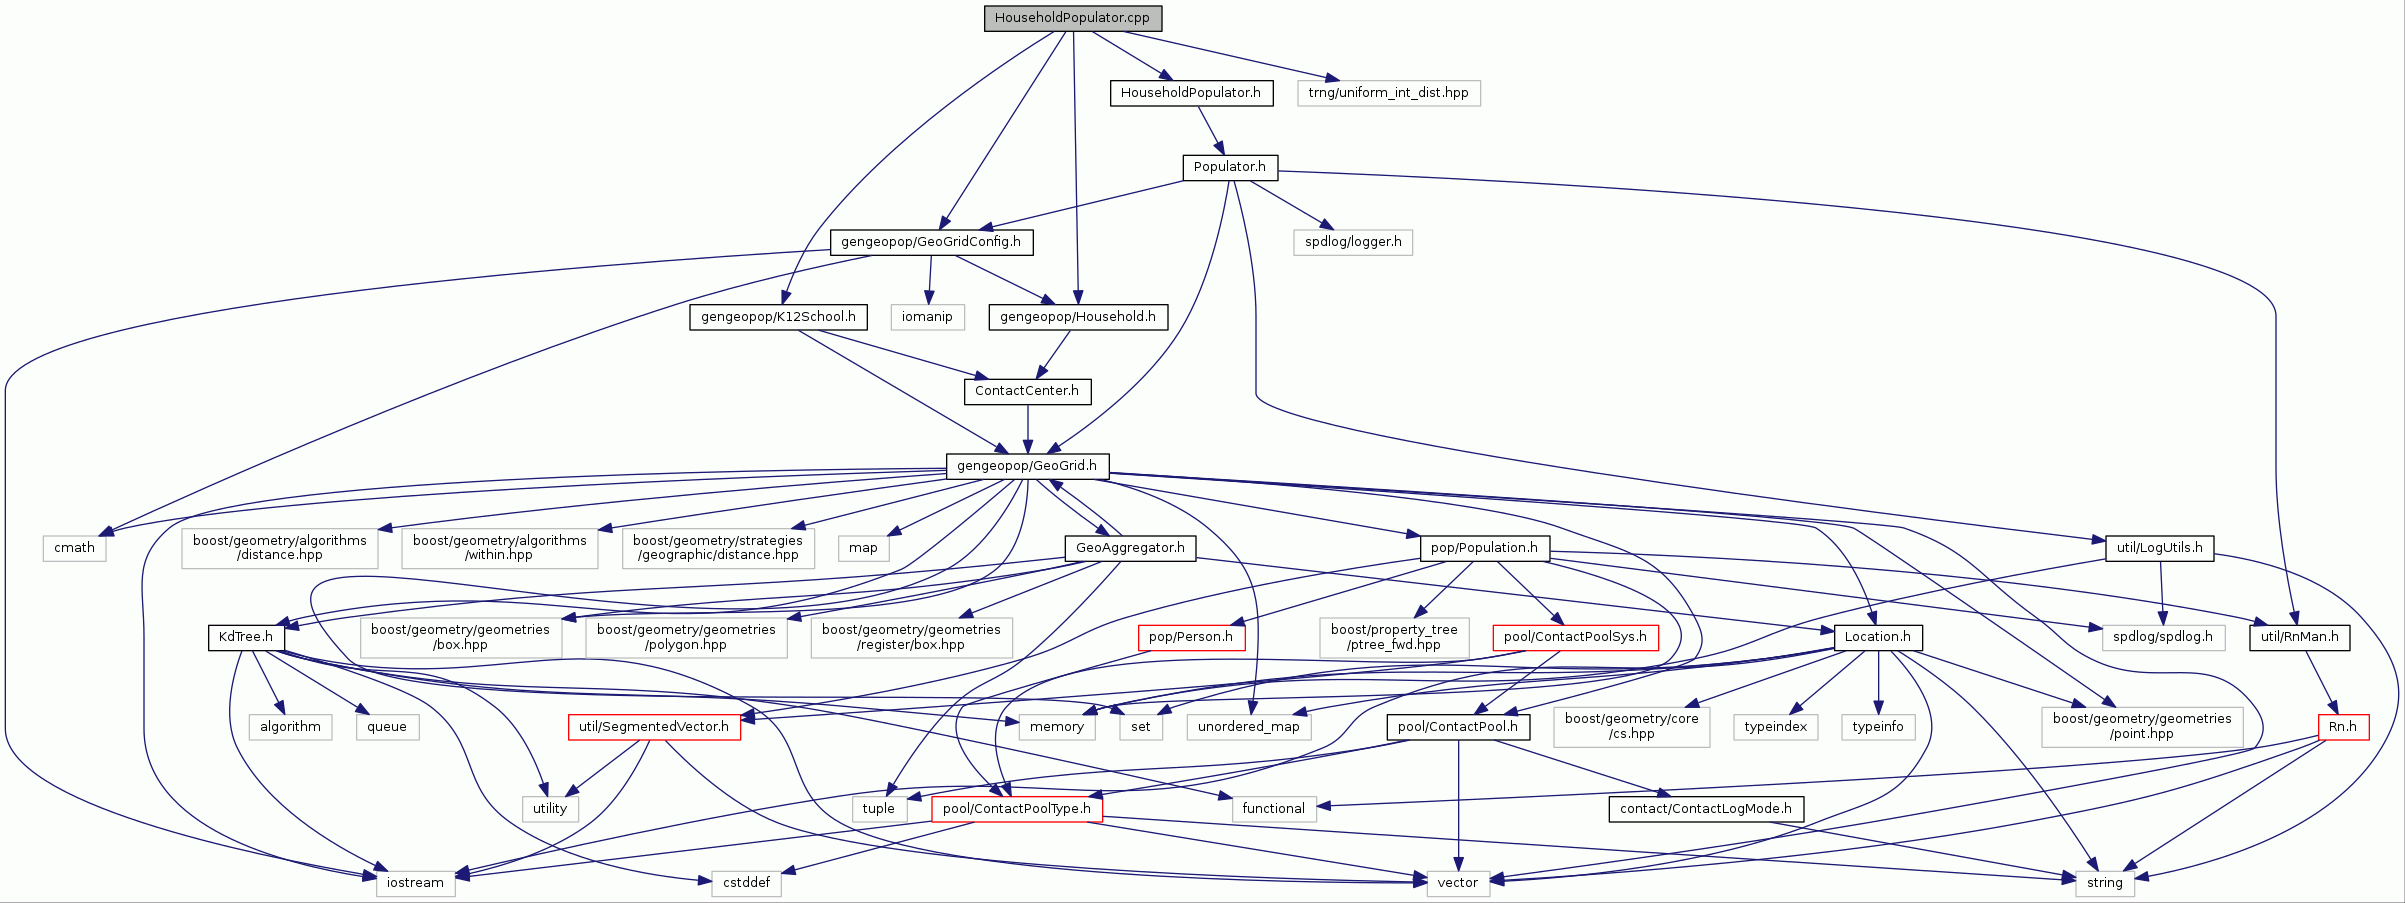 HouseholdPopulator.cpp
HouseholdPopulator.h
trng/uniform_int_dist.hpp
Populator.h
gengeopop/GeoGridConfig.h
spdlog/logger.h
gengeopop/K12School.h
iomanip
gengeopop/Household.h
ContactCenter.h
gengeopop/GeoGrid.h
cmath
boost/geometry/algorithms
/distance.hpp
boost/geometry/algorithms
/within.hpp
boost/geometry/strategies
/geographic/distance.hpp
map
GeoAggregator.h
pop/Population.h
util/LogUtils.h
KdTree.h
boost/geometry/geometries
/box.hpp
boost/geometry/geometries
/polygon.hpp
boost/geometry/geometries
/register/box.hpp
pop/Person.h
boost/property_tree
/ptree_fwd.hpp
pool/ContactPoolSys.h
Location.h
spdlog/spdlog.h
util/RnMan.h
algorithm
queue
util/SegmentedVector.h
memory
set
unordered_map
pool/ContactPool.h
boost/geometry/core
/cs.hpp
typeindex
typeinfo
boost/geometry/geometries
/point.hpp
Rn.h
utility
tuple
pool/ContactPoolType.h
functional
contact/ContactLogMode.h
iostream
cstddef
vector
string